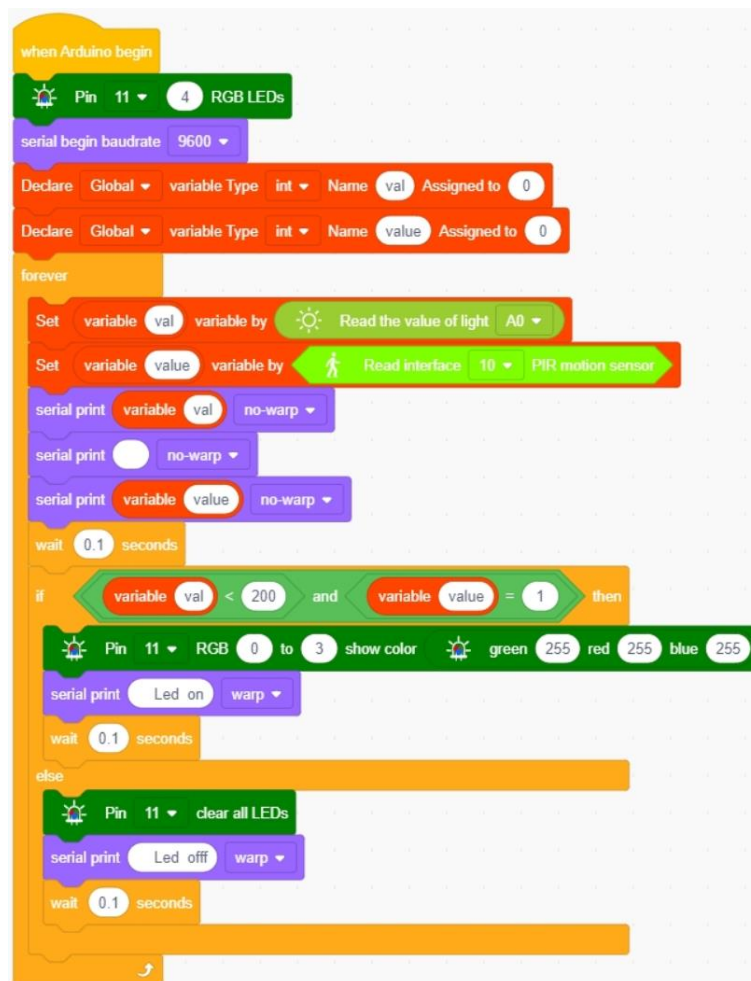 when Arduino begin
Pin 11 4 RGB LEDs
serial begin baudrate 9600
Declare Global variable Type int Name val Assigned to 0
Declare Global variable Type int Name value Assigned to 0
forever
Set variable val variable by Read the value of light A0
Set variable value variable by Read interface 10 PIR motion sensor
serial print variable val no-warp
serial print no-warp
serial print variable value no-warp
wait 0.1 seconds
if variable val < 200 and variable value = 1 then
Pin 11 RGB 0 to 3 show color green 255 red 255 blue 255
serial print Led on warp
wait 0.1 seconds
else
Pin 11 clear all LEDs
serial print Led offf warp
wait 0.1 seconds